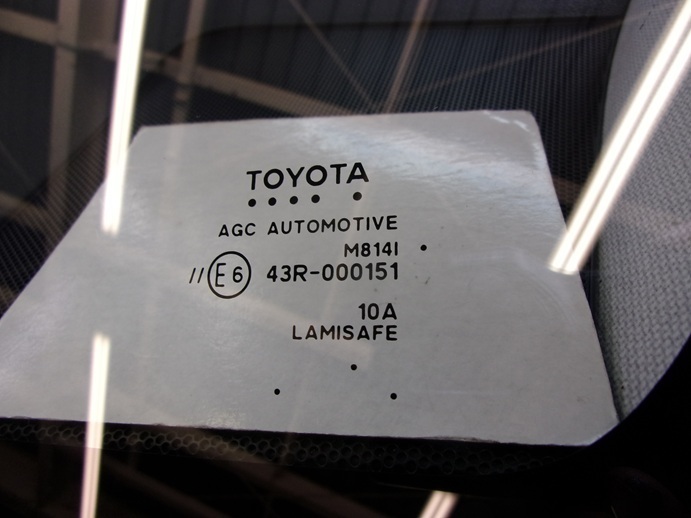 TOYOTA
AGC AUTOMOTIVE
M8141
//E6 43R-000151
10A
LAMISAFE